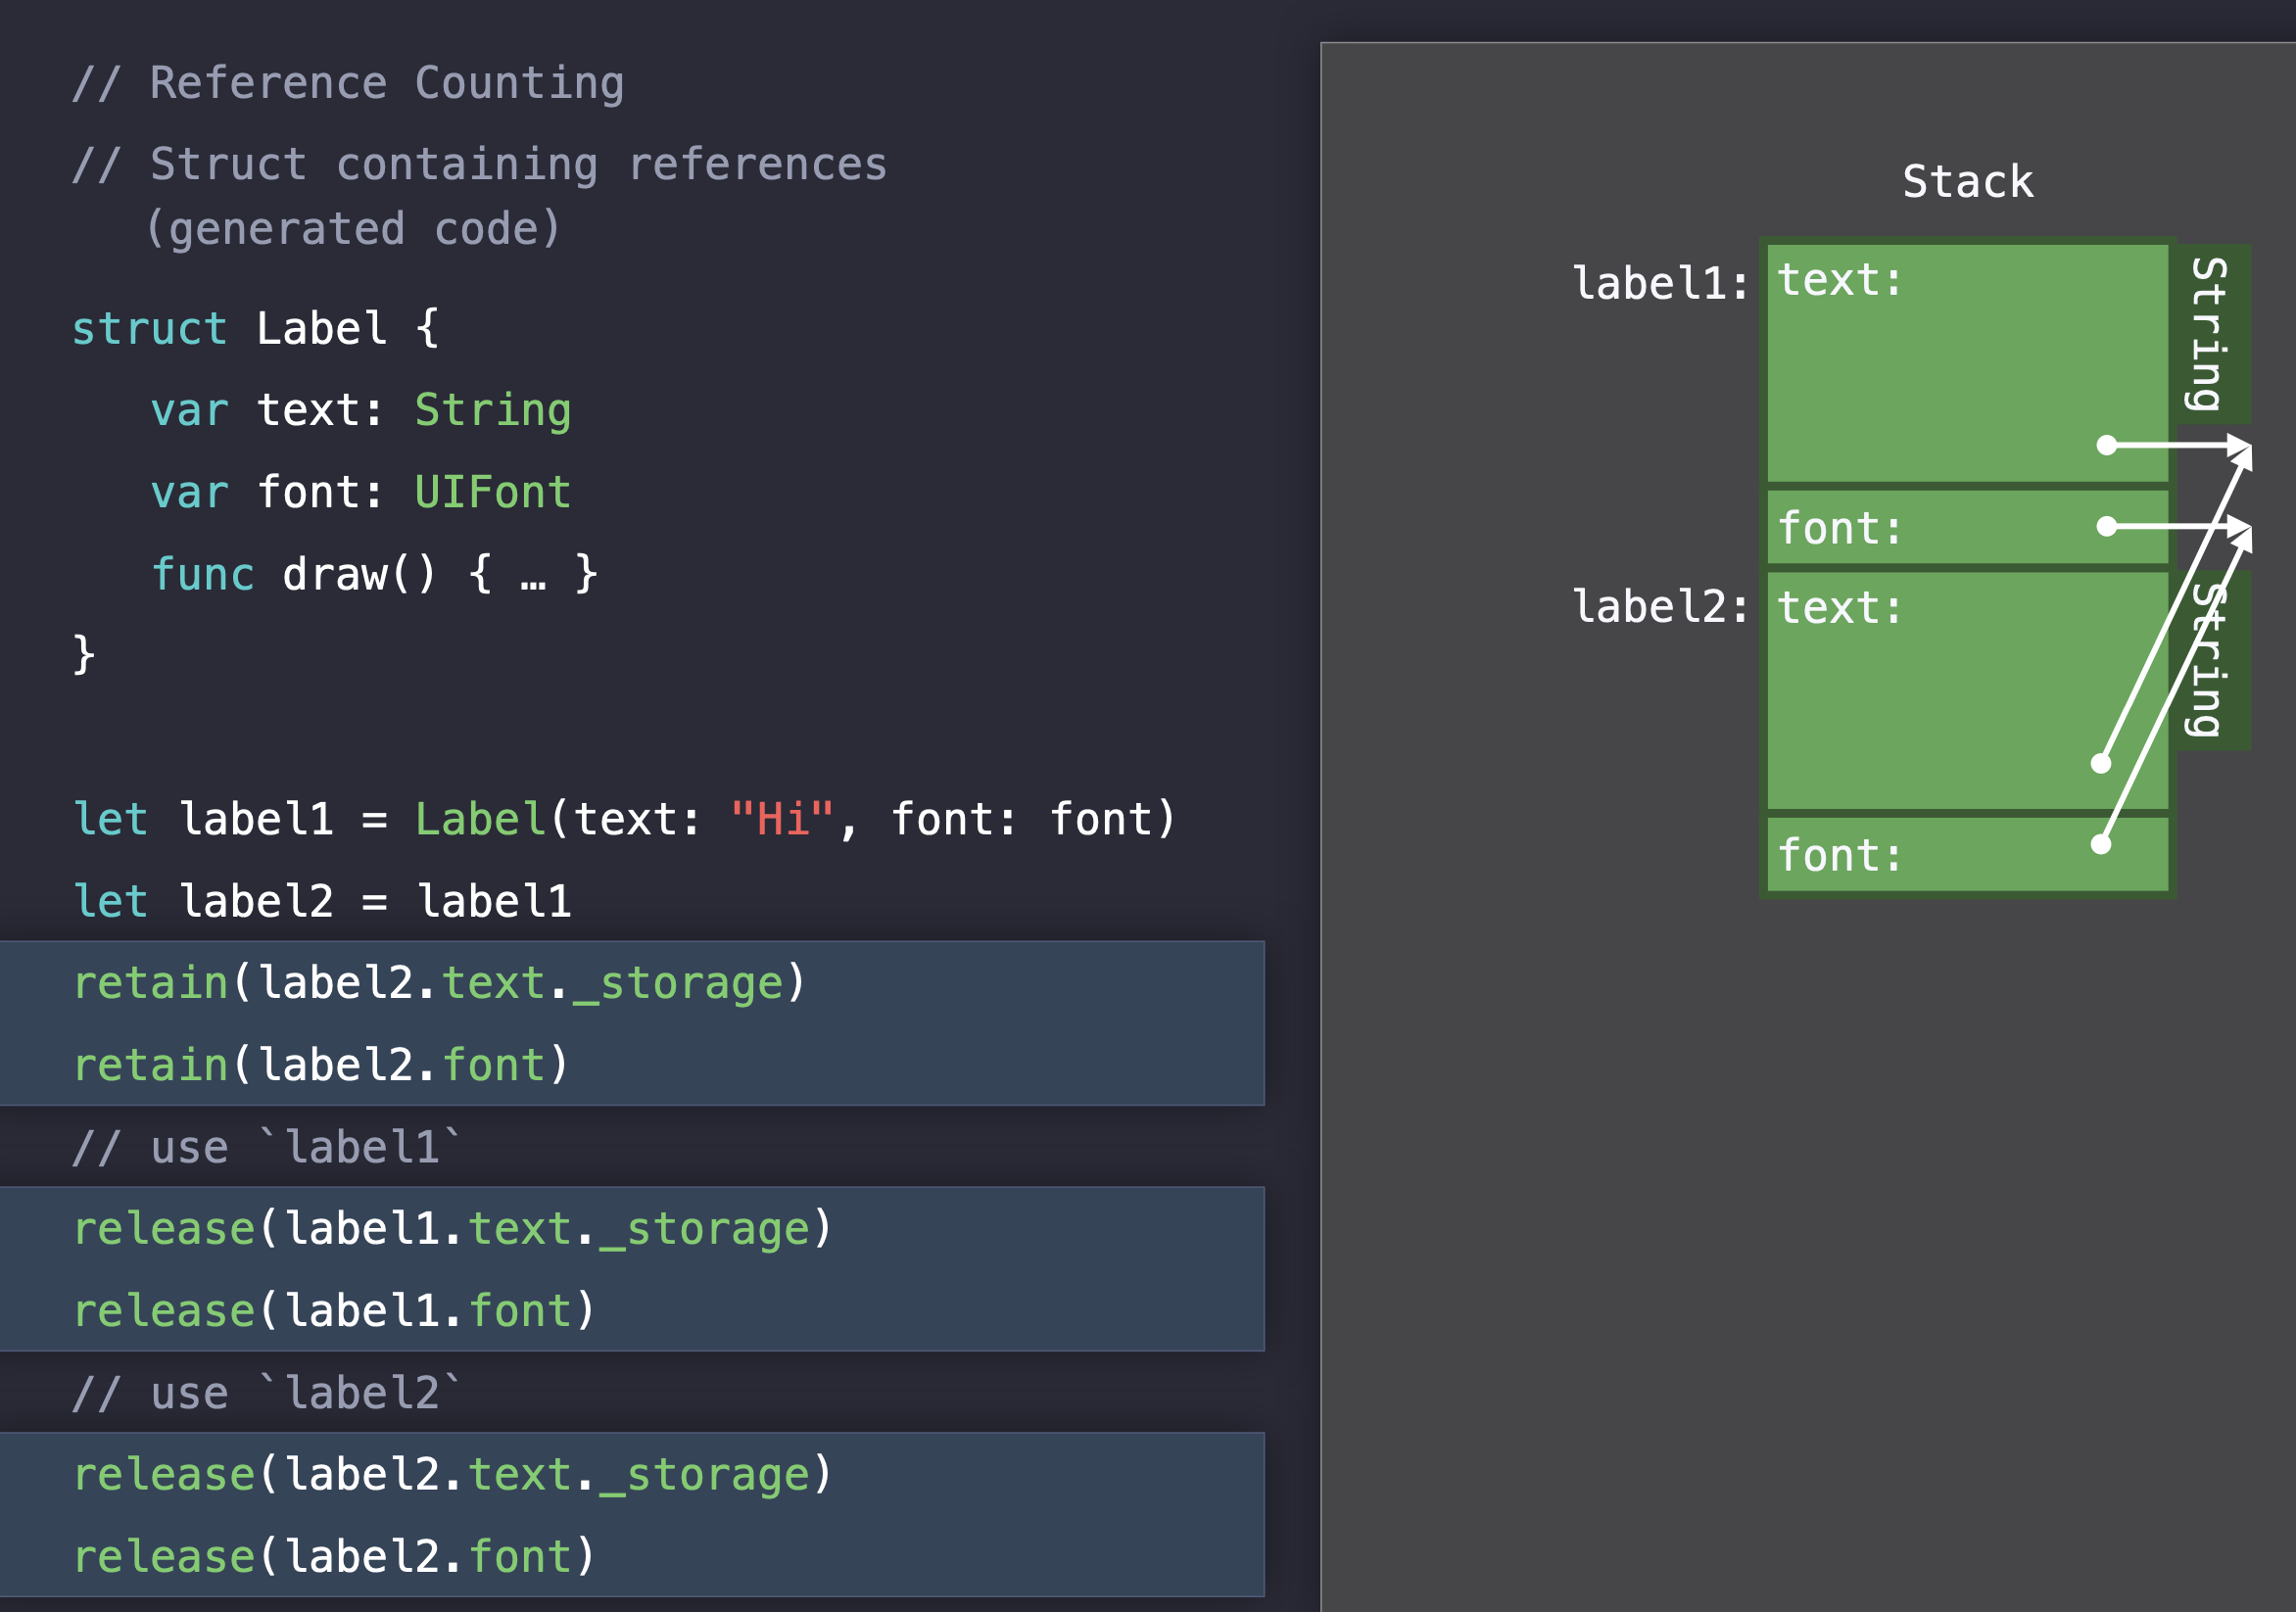 // Reference Counting
// Struct containing references
(generated code)
struct Label {
var text: String
var font: UIFont
func draw() { … }
}
let label1 = Label(text: "Hi", font: font)
let label2 = label1
retain(label2.text._storage)
retain(label2.font)
// use `label1`
release(label1.text._storage)
release(label1.font)
// use `label2`
release(label2.text._storage)
release(label2.font)
Stack
label1:
text:
String
font:
label2:
text:
String
font: